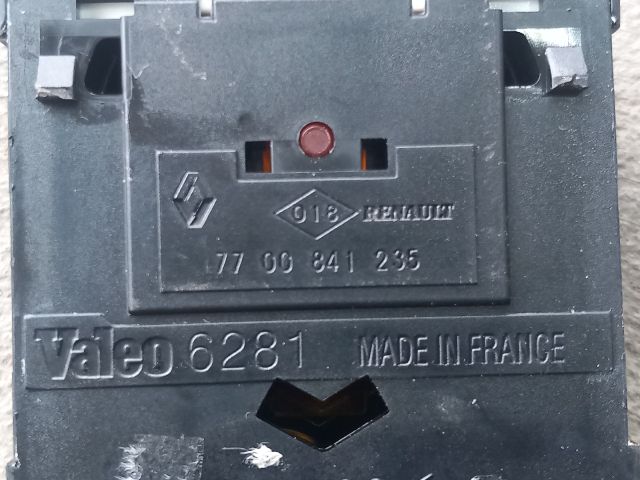 018 RENAULT
77 00 841 235
Valeo 6281 MADE IN FRANCE